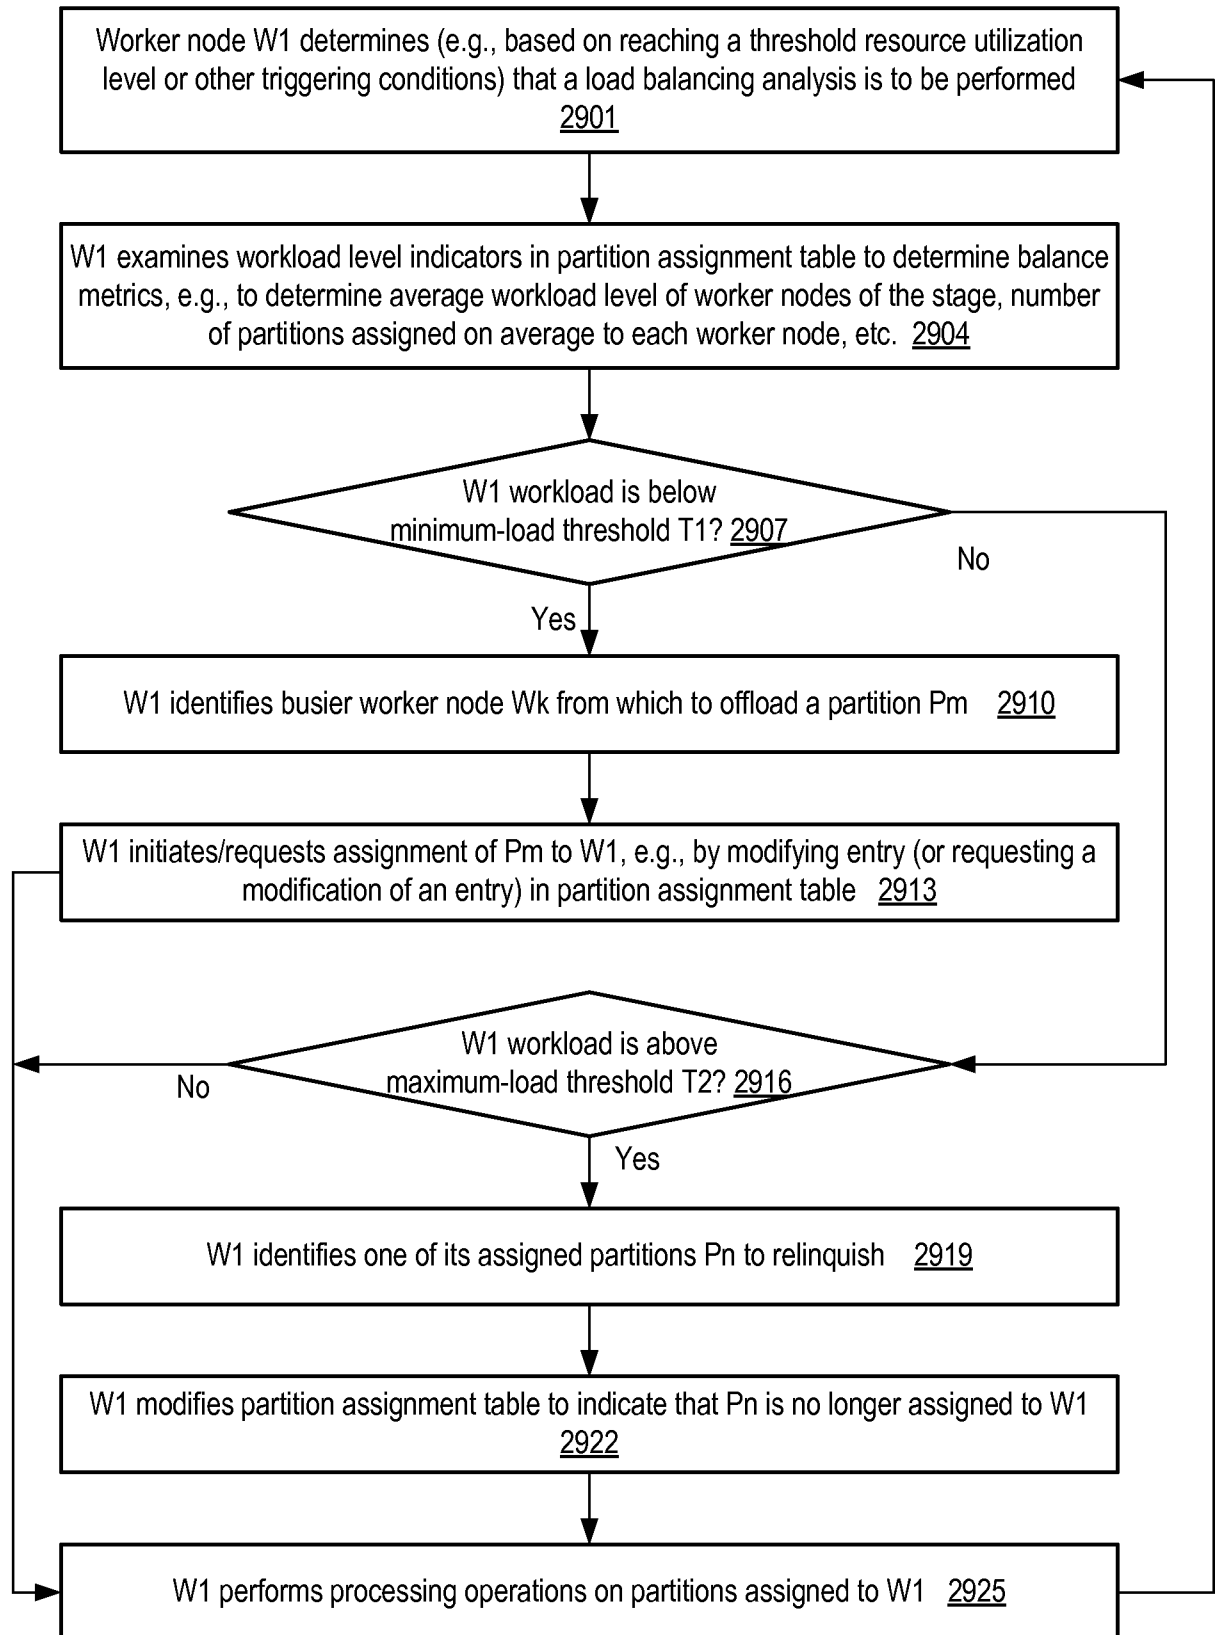 Worker node W1 determines (e.g., based on reaching a threshold resource utilization
level or other triggering conditions) that a load balancing analysis is to be performed
2901
W1 examines workload level indicators in partition assignment table to determine balance
metrics, e.g., to determine average workload level of worker nodes of the stage, number
of partitions assigned on average to each worker node, etc. 2904
W1 workload is below
minimum-load threshold T1? 2907
No
Yes
W1 identifies busier worker node Wk from which to offload a partition Pm 2910
W1 initiates/requests assignment of Pm to W1, e.g., by modifying entry (or requesting a
modification of an entry) in partition assignment table 2913
W1 workload is above
maximum-load threshold T2? 2916
No
Yes
W1 identifies one of its assigned partitions Pn to relinquish 2919
W1 modifies partition assignment table to indicate that Pn is no longer assigned to W1
2922
W1 performs processing operations on partitions assigned to W1 2925